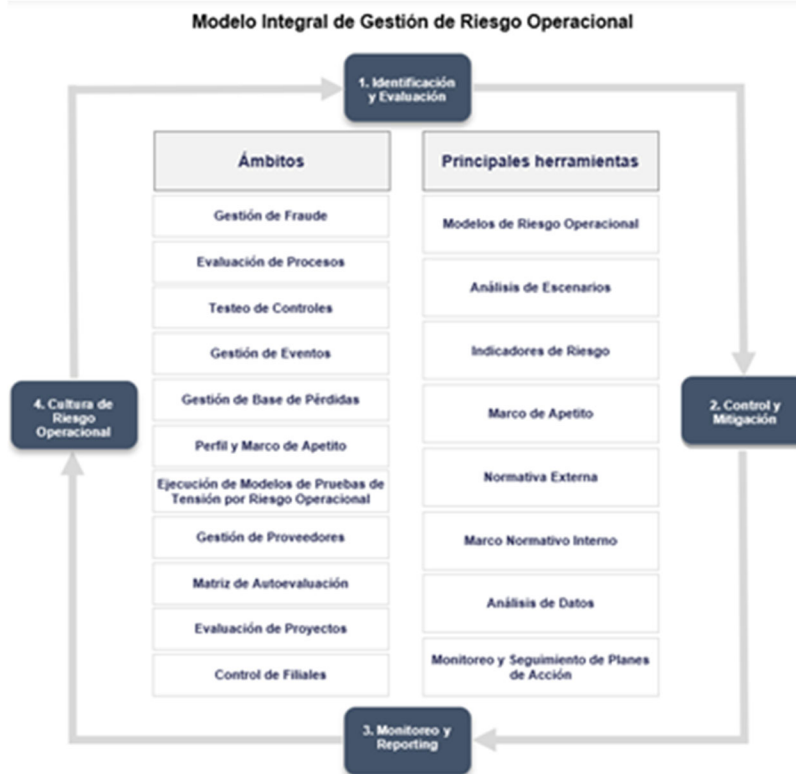 Modelo Integral de Gestión de Riesgo Operacional
1. Identificación
y Evaluación
Ámbitos
Principales herramientas
Gestión de Fraude
Evaluación de Procesos
Testeo de Controles
Gestión de Eventos
Gestión de Base de Pérdidas
Perfil y Marco de Apetito
Ejecución de Modelos de Pruebas de
Tensión por Riesgo Operacional
Gestión de Proveedores
Matriz de Autoevaluación
Evaluación de Proyectos
Control de Filiales
Modelos de Riesgo Operacional
Análisis de Escenarios
Indicadores de Riesgo
Marco de Apetito
Normativa Externa
Marco Normativo Interno
Análisis de Datos
Monitoreo y Seguimiento de Planes
de Acción
2. Control y
Mitigación
3. Monitoreo y
Reporting
4. Cultura de
Riesgo
Operacional